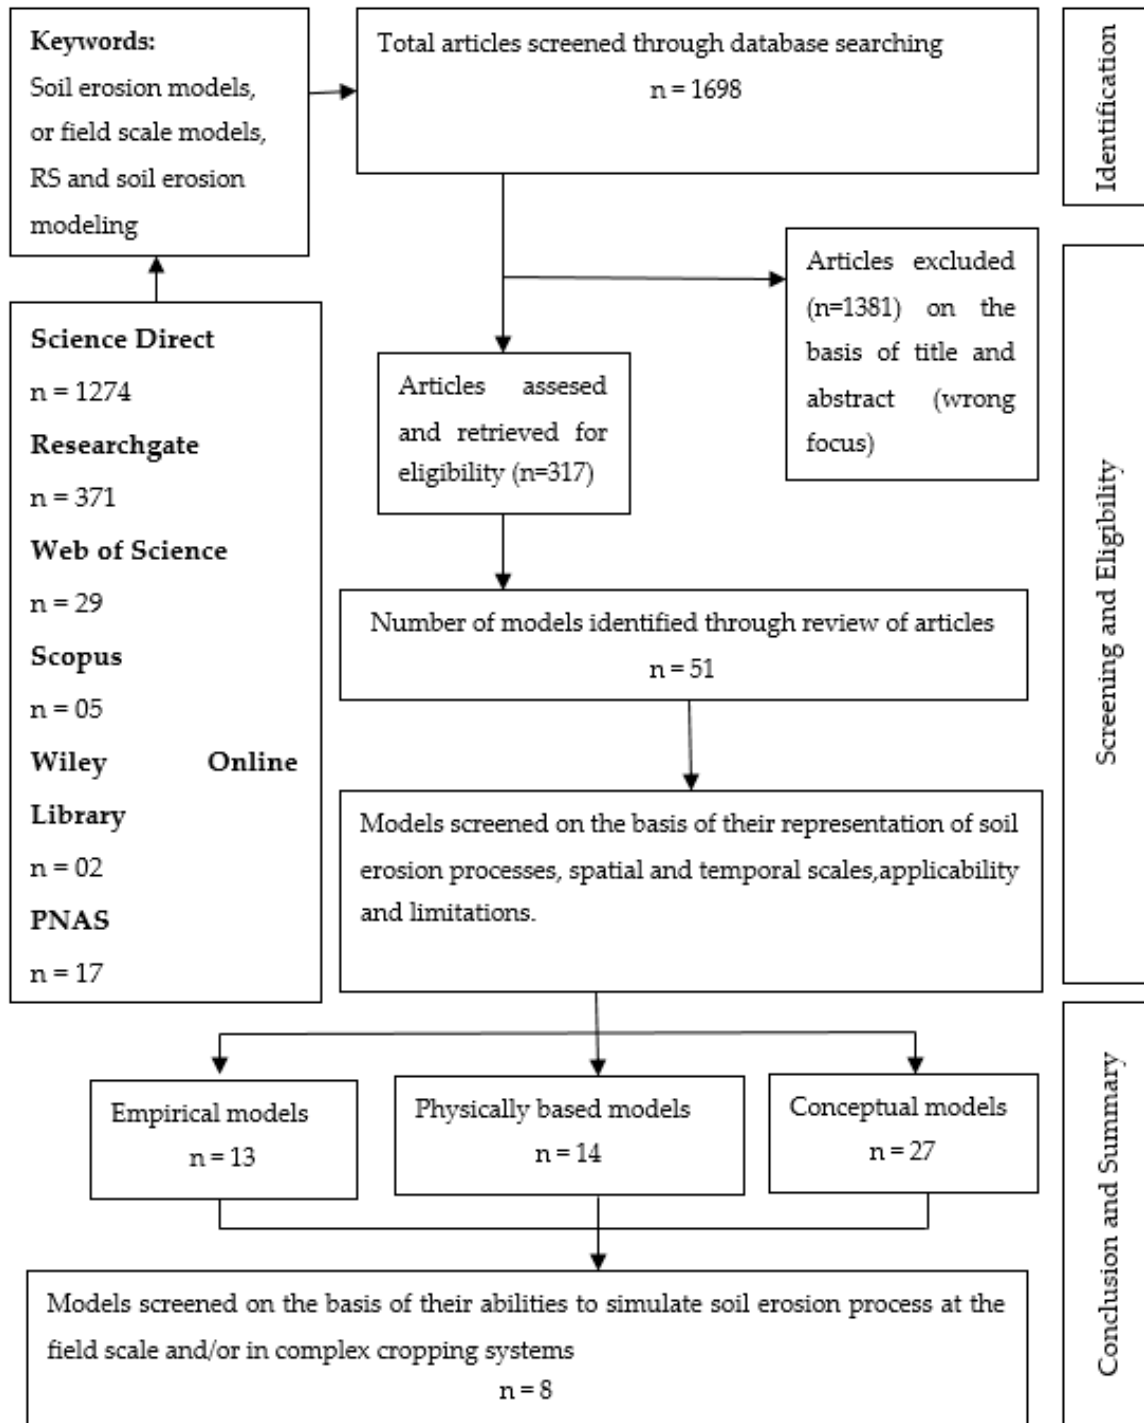 Keywords:
Soil erosion models,
or field scale models,
RS and soil erosion
modeling
Total articles screened through database searching
n = 1698
Identification
Science Direct
n = 1274
Researchgate
n = 371
Web of Science
n = 29
Scopus
n = 05
Wiley Online
Library
n = 02
PNAS
n = 17
Articles excluded
(n=1381) on the
basis of title and
abstract (wrong
focus)
Articles assesed
and retrieved for
eligibility (n=317)
Number of models identified through review of articles
n = 51
Models screened on the basis of their representation of soil
erosion processes, spatial and temporal scales,applicability
and limitations.
Screening and Eligibility
Empirical models
n = 13
Physically based models
n = 14
Conceptual models
n = 27
Models screened on the basis of their abilities to simulate soil erosion process at the
field scale and/or in complex cropping systems
n = 8
Conclusion and Summary